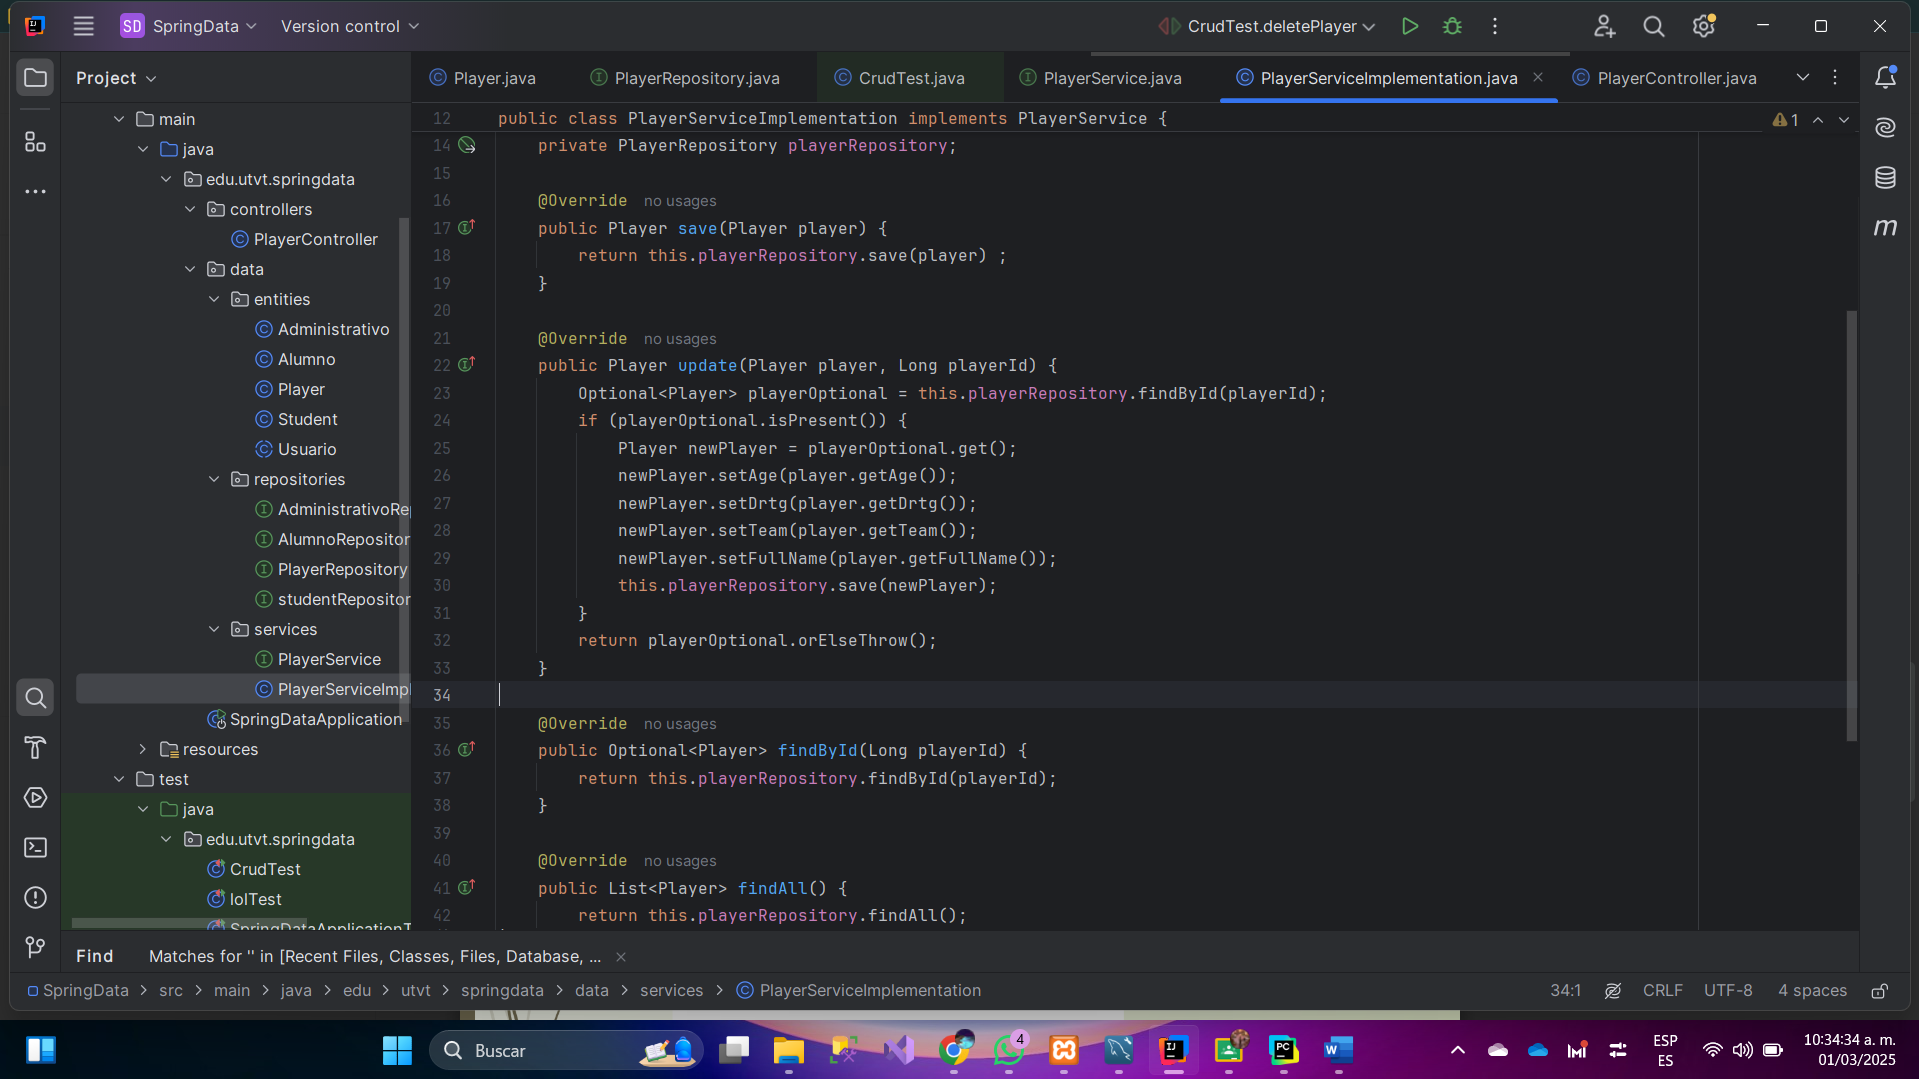 SD SpringData Version control CrudTest.deletePlayer
Project
Player.java PlayerRepository.java CrudTest.java PlayerService.java PlayerServiceImplementation.java PlayerController.java
main
java
edu.utvt.springdata
controllers
PlayerController
data
entities
Administrativo
Alumno
Player
Student
Usuario
repositories
AdministrativoRe
AlumnoRepositor
PlayerRepository
studentRepositor
services
PlayerService
PlayerServiceImpl
SpringDataApplication
resources
test
java
edu.utvt.springdata
CrudTest
lolTest
SpringDataApplicationT
12 public class PlayerServiceImplementation implements PlayerService {
1
14 private PlayerRepository playerRepository;
15
16 @Override no usages
17 public Player save(Player player) {
18 return this.playerRepository.save(player) ;
19 }
20
21 @Override no usages
22 public Player update(Player player, Long playerId) {
23 Optional<Player> playerOptional = this.playerRepository.findById(playerId);
24 if (playerOptional.isPresent()) {
25 Player newPlayer = playerOptional.get();
26 newPlayer.setAge(player.getAge());
27 newPlayer.setDrtg(player.getDrtg());
28 newPlayer.setTeam(player.getTeam());
29 newPlayer.setFullName(player.getFullName());
30 this.playerRepository.save(newPlayer);
31 }
32 return playerOptional.orElseThrow();
33 }
34
35 @Override no usages
36 public Optional<Player> findById(Long playerId) {
37 return this.playerRepository.findById(playerId);
38 }
39
40 @Override no usages
41 public List<Player> findAll() {
42 return this.playerRepository.findAll();
Find Matches for '' in [Recent Files, Classes, Files, Database, ...
SpringData > src > main > java > edu > utvt > springdata > data > services > PlayerServiceImplementation
34:1 CRLF UTF-8 4 spaces
Buscar
4
ESP
ES
10:34:34 a. m.
01/03/2025